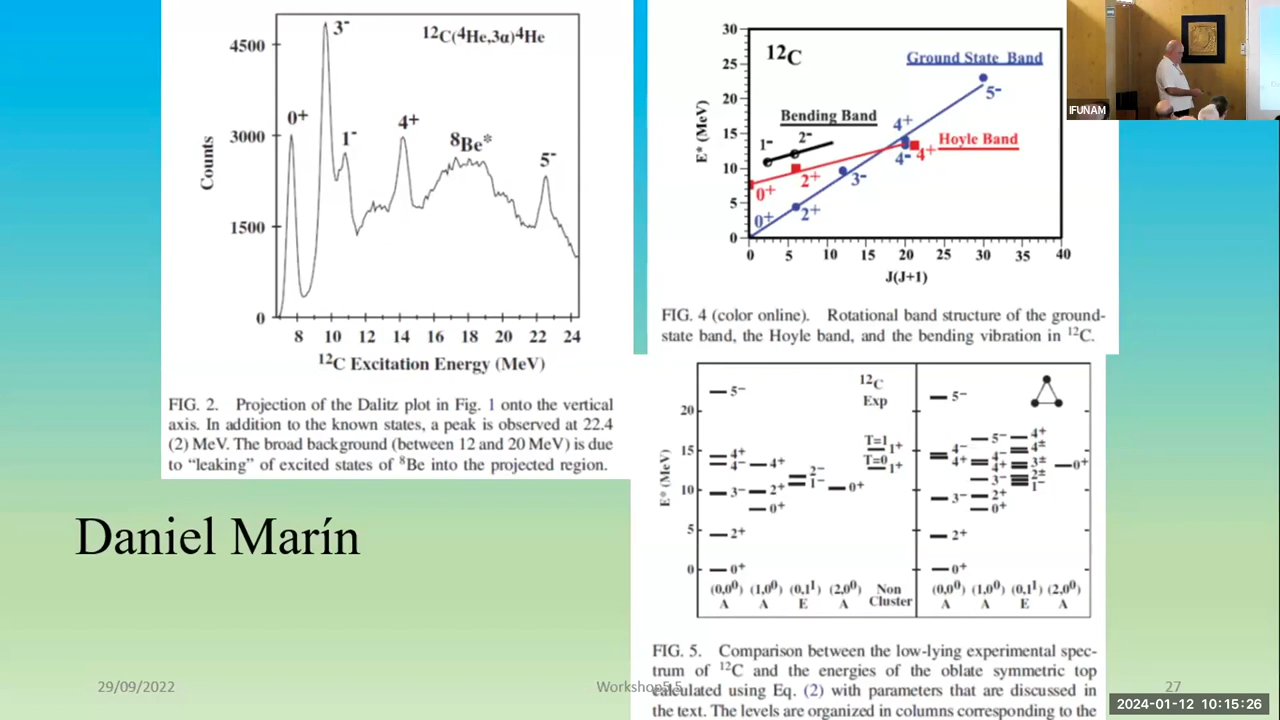 4500
3000
1500
0
Counts
3-
12C(4He,3α)4He
0+
1-
4+
8Be*
5-
8 10 12 14 16 18 20 22 24
12C Excitation Energy (MeV)
FIG. 2. Projection of the Dalitz plot in Fig. 1 onto the vertical
axis. In addition to the known states, a peak is observed at 22.4
(2) MeV. The broad background (between 12 and 20 MeV) is due
to “leaking” of excited states of 8Be into the projected region.
30
25
20
15
10
5
0
E* (MeV)
12C
Ground State Band
5-
Bending Band
4+
1-
2-
Hoyle Band
4-
4+
0+
2+
3-
0+
2+
0 5 10 15 20 25 30 35 40
J(J+1)
FIG. 4 (color online). Rotational band structure of the ground-
state band, the Hoyle band, and the bending vibration in 12C.
IFUNAM
20
15
10
5
0
E* (MeV)
5-
12C
Exp
T=1
1+
T=0
1+
4+
4-
4+
2-
1-
3-
2+
0+
0+
2+
0+
(0,0⁰) (1,0⁰) (0,1¹) (2,0⁰) Non
A A E A Cluster
5-
5-
4+
4-
4±
4-
3±
4+
4+
2±
3-
1-
0+
3-
2+
0+
2+
0+
(0,0⁰) (1,0⁰) (0,1¹) (2,0⁰)
A A E A
FIG. 5. Comparison between the low-lying experimental spec-
trum of 12C and the energies of the oblate symmetric top
calculated using Eq. (2) with parameters that are discussed in
the text. The levels are organized in columns corresponding to the
Daniel Marín
29/09/2022
Workshop5.5
27
2024-01-12 10:15:26